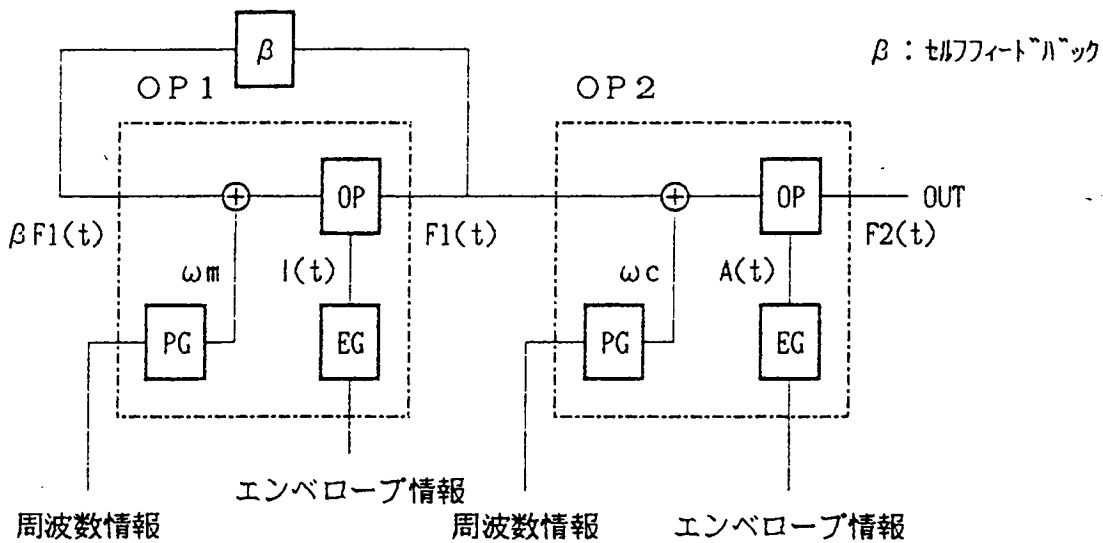 β
β : セルフフィードバック
OP1
OP2
OP
OP
OUT
βF1(t)
F1(t)
F2(t)
ωm
I(t)
ωc
A(t)
PG
EG
PG
EG
エンベロープ情報
周波数情報
周波数情報
エンベロープ情報